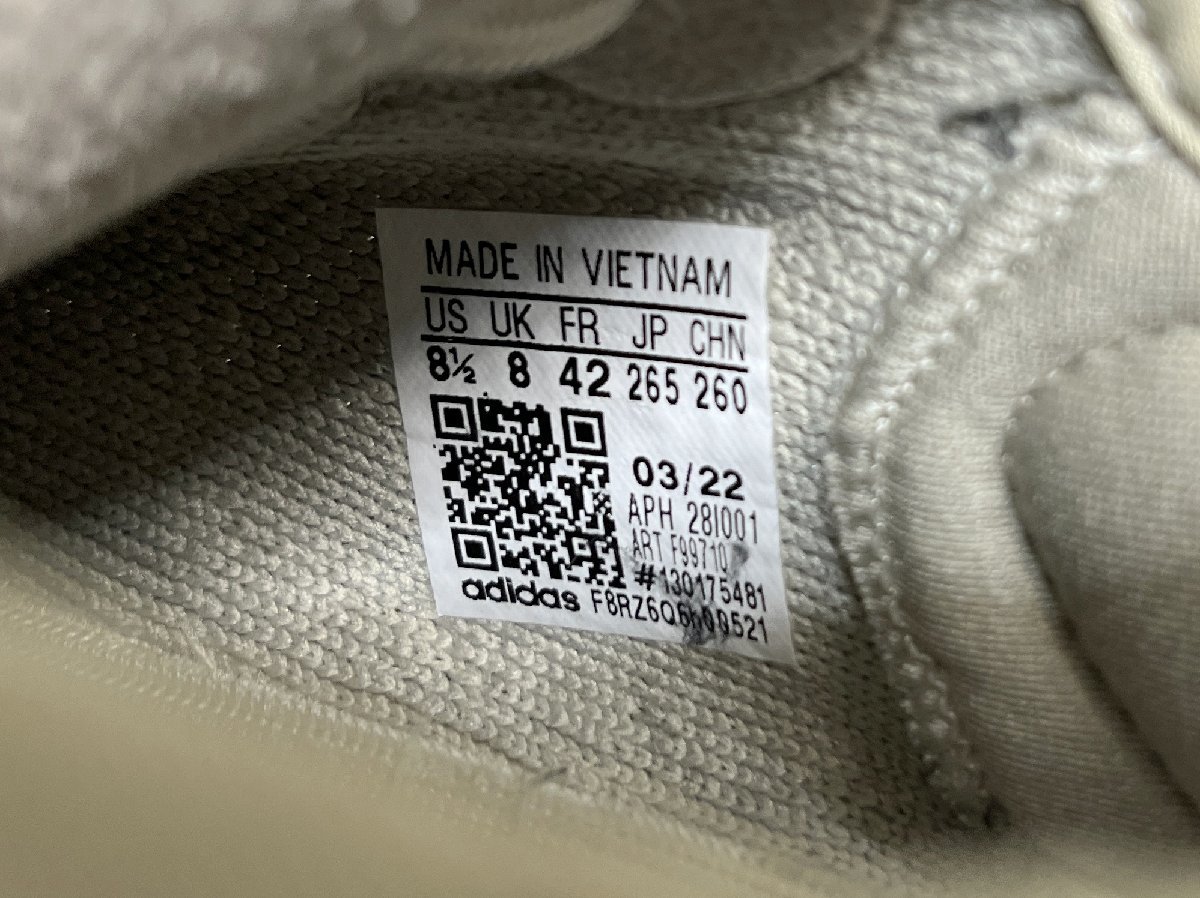 MADE IN VIETNAM
US UK FR JP CHN
8½ 8 42 265 260
03/22
APH 28I001
ART F99710
#130175481
adidas